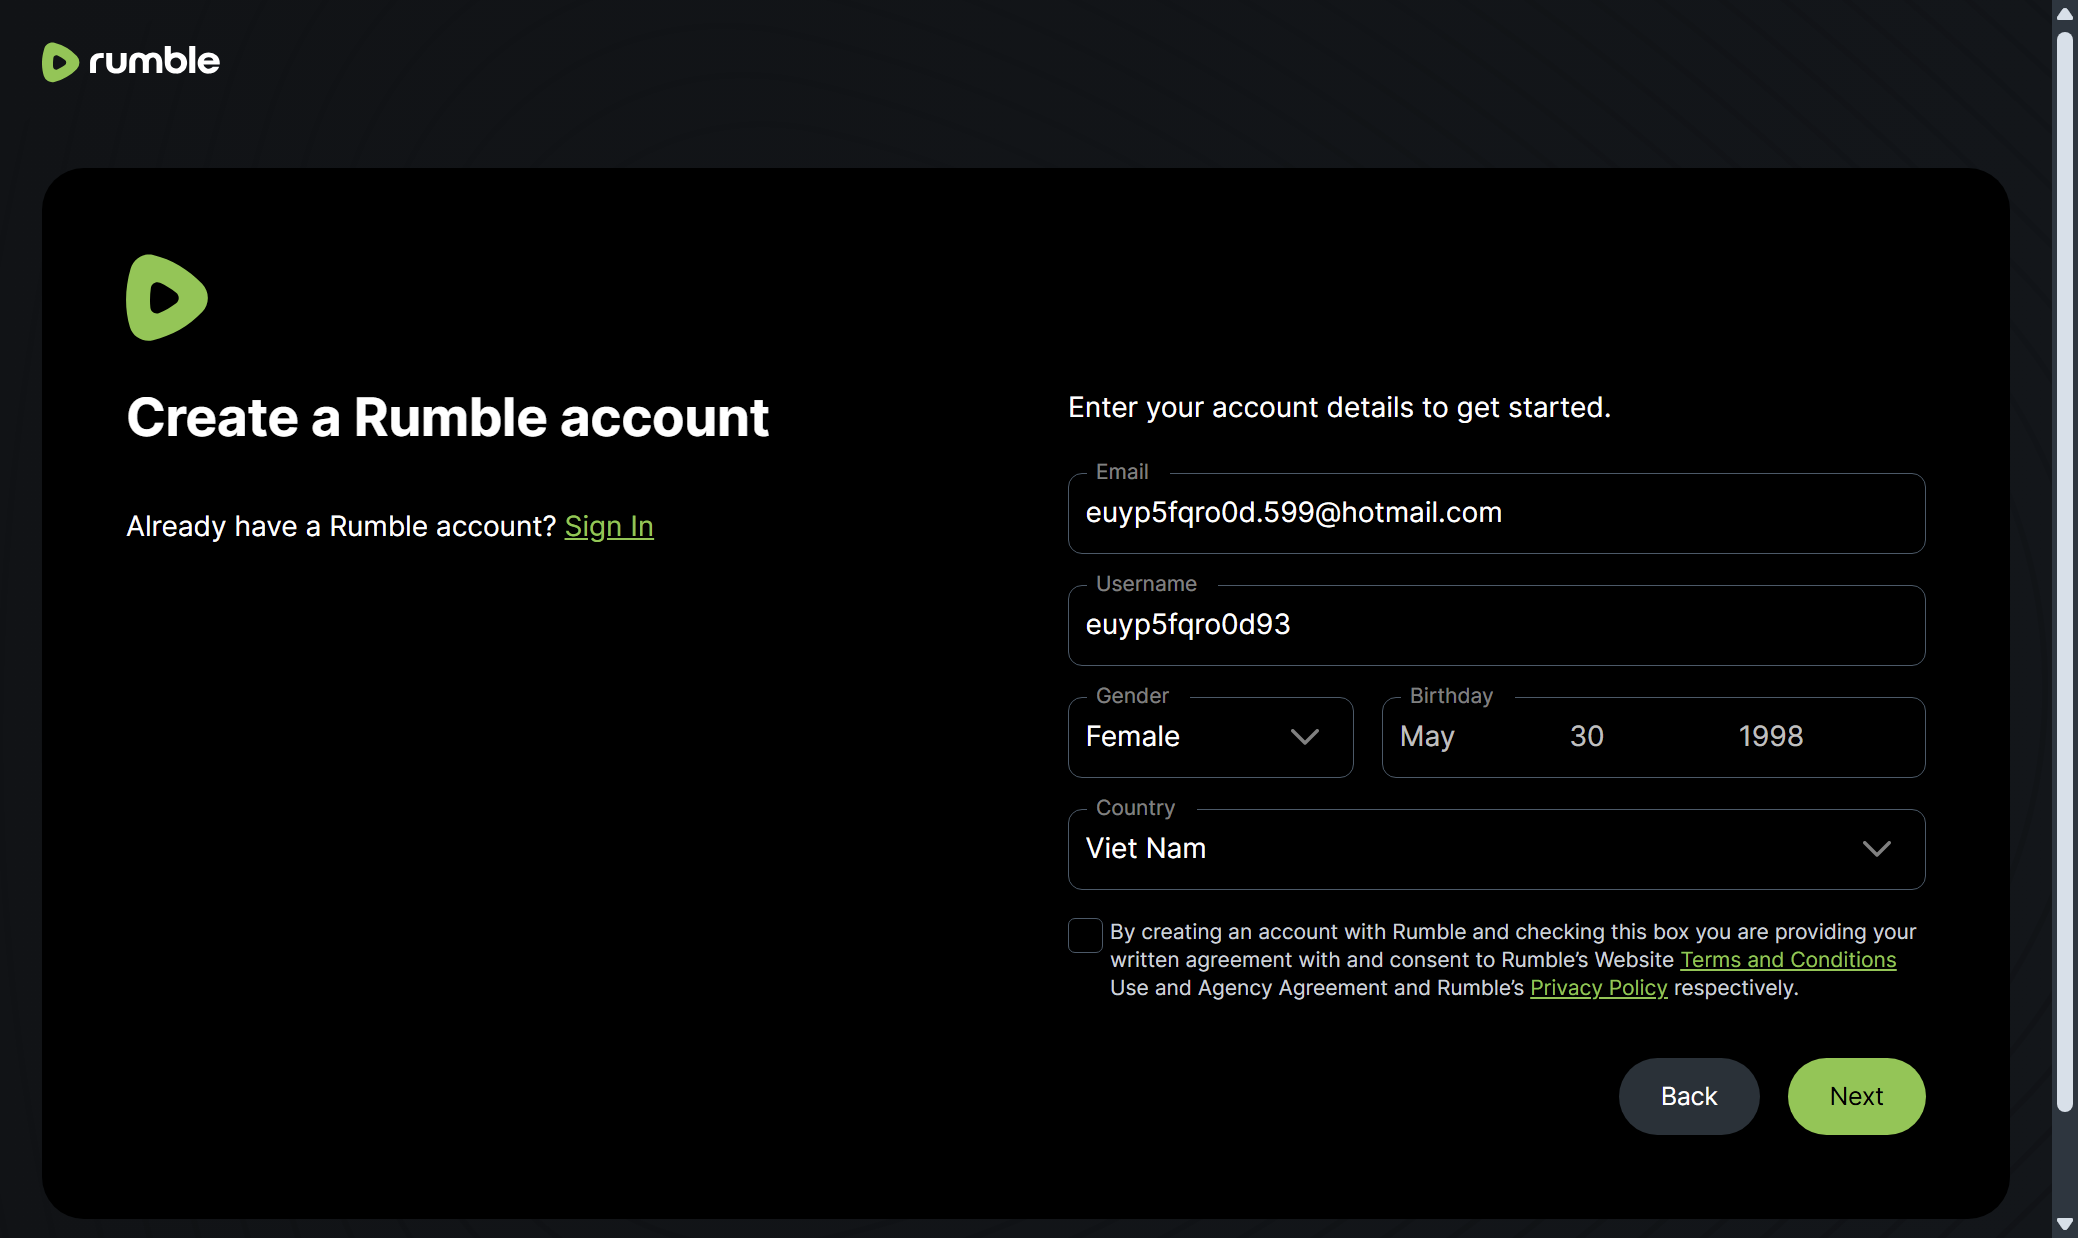 rumble
Create a Rumble account
Already have a Rumble account? Sign In
Enter your account details to get started.
Email
euyp5fqro0d.599@hotmail.com
Username
euyp5fqro0d93
Gender
Female
Birthday
May 30 1998
Country
Viet Nam
By creating an account with Rumble and checking this box you are providing your
written agreement with and consent to Rumble’s Website Terms and Conditions
Use and Agency Agreement and Rumble’s Privacy Policy respectively.
Back Next